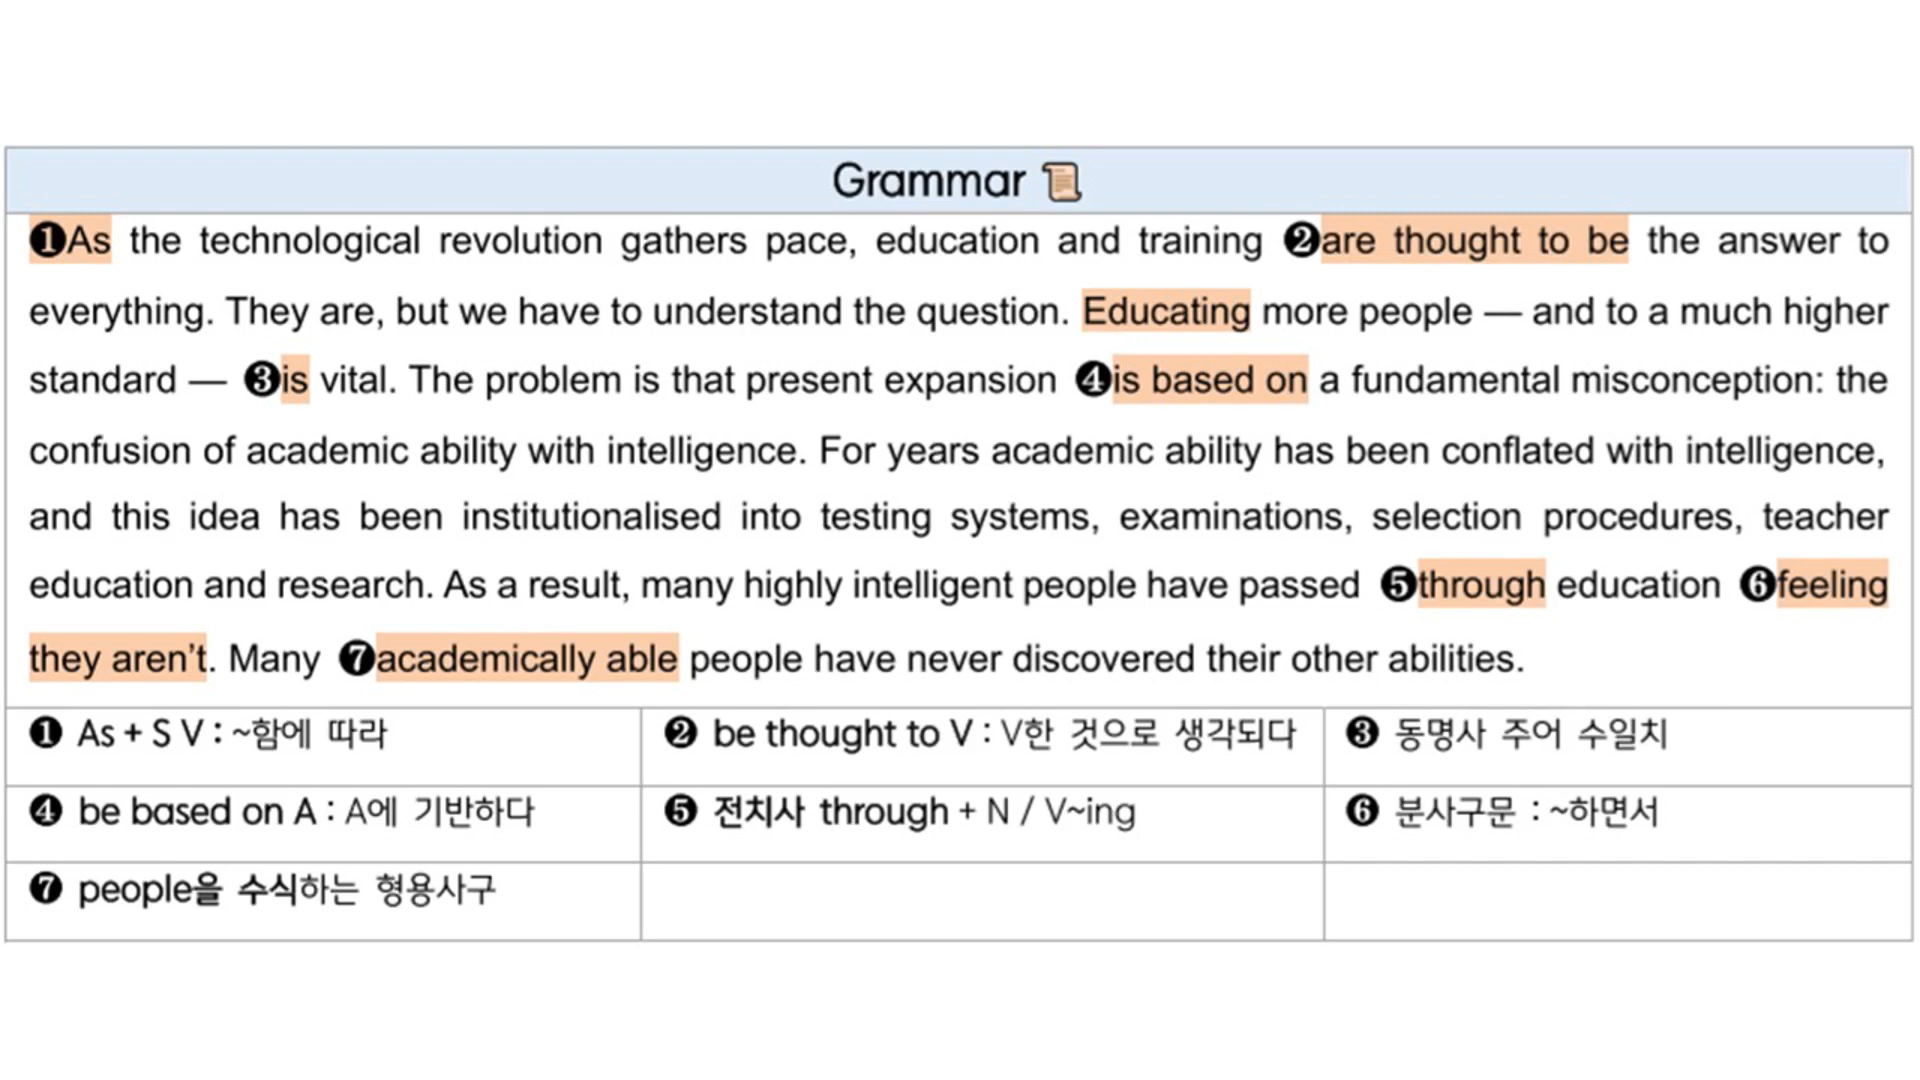 Grammar 📜
❶As the technological revolution gathers pace, education and training ❷are thought to be the answer to
everything. They are, but we have to understand the question. Educating more people — and to a much higher
standard — ❸is vital. The problem is that present expansion ❹is based on a fundamental misconception: the
confusion of academic ability with intelligence. For years academic ability has been conflated with intelligence,
and this idea has been institutionalised into testing systems, examinations, selection procedures, teacher
education and research. As a result, many highly intelligent people have passed ❺through education ❻feeling
they aren’t. Many ❼academically able people have never discovered their other abilities.
❶ As + S V : ~함에 따라
❷ be thought to V : V한 것으로 생각되다
❸ 동명사 주어 수일치
❹ be based on A : A에 기반하다
❺ 전치사 through + N / V~ing
❻ 분사구문 : ~하면서
❼ people을 수식하는 형용사구